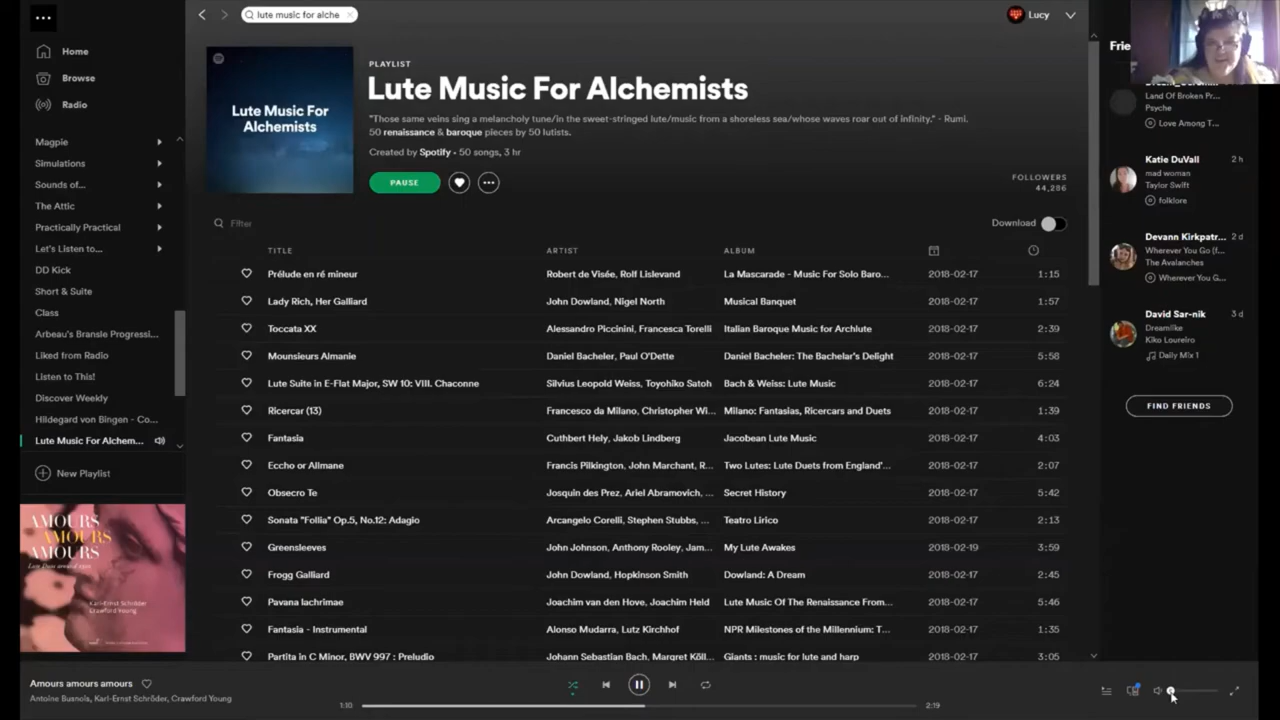 lute music for alche
Lucy
Home
Browse
Radio
Magpie
Simulations
Sounds of...
The Attic
Practically Practical
Let's Listen to...
DD Kick
Short & Suite
Class
Arbeau's Bransle Progressi...
Liked from Radio
Listen to This!
Discover Weekly
Hildegard von Bingen - Co...
Lute Music For Alchem...
New Playlist
AMOURS
AMOURS
AMOURS
Karl-Ernst Schröder
Crawford Young
Lute Music For
Alchemists
PLAYLIST
Lute Music For Alchemists
"Those same veins sing a melancholy tune/in the sweet-stringed lute/music from a shoreless sea/whose waves roar out of infinity." - Rumi.
50 renaissance & baroque pieces by 50 lutists.
Created by Spotify • 50 songs, 3 hr
PAUSE
FOLLOWERS
44,286
Filter
Download
TITLE ARTIST ALBUM
Prélude en ré mineur Robert de Visée, Rolf Lislevand La Mascarade - Music For Solo Baro... 2018-02-17 1:15
Lady Rich, Her Galliard John Dowland, Nigel North Musical Banquet 2018-02-17 1:57
Toccata XX Alessandro Piccinini, Francesca Torelli Italian Baroque Music for Archlute 2018-02-17 2:39
Mounsieurs Almanie Daniel Bacheler, Paul O'Dette Daniel Bacheler: The Bachelar's Delight 2018-02-17 5:58
Lute Suite in E-Flat Major, SW 10: VIII. Chaconne Silvius Leopold Weiss, Toyohiko Satoh Bach & Weiss: Lute Music 2018-02-17 6:24
Ricercar (13) Francesco da Milano, Christopher Wi... Milano: Fantasias, Ricercars and Duets 2018-02-17 1:39
Fantasia Cuthbert Hely, Jakob Lindberg Jacobean Lute Music 2018-02-17 4:03
Eccho or Allmane Francis Pilkington, John Marchant, R... Two Lutes: Lute Duets from England'... 2018-02-17 2:07
Obsecro Te Josquin des Prez, Ariel Abramovich, ... Secret History 2018-02-17 5:42
Sonata "Follia" Op.5, No.12: Adagio Arcangelo Corelli, Stephen Stubbs, ... Teatro Lirico 2018-02-17 2:13
Greensleeves John Johnson, Anthony Rooley, Jam... My Lute Awakes 2018-02-19 3:59
Frogg Galliard John Dowland, Hopkinson Smith Dowland: A Dream 2018-02-17 2:45
Pavana lachrimae Joachim van den Hove, Joachim Held Lute Music Of The Renaissance From... 2018-02-17 5:46
Fantasia - Instrumental Alonso Mudarra, Lutz Kirchhof NPR Milestones of the Millennium: T... 2018-02-17 1:35
Partita in C Minor, BWV 997 : Preludio Johann Sebastian Bach, Margret Köll... Giants : music for lute and harp 2018-02-17 3:05
Frie
Land Of Broken Pr...
Psyche
Love Among T...
Katie DuVall 2 h
mad woman
Taylor Swift
folklore
Devann Kirkpatr... 2 d
Wherever You Go (f...
The Avalanches
Wherever You G...
David Sar-nik 3 d
Dreamlike
Kiko Loureiro
Daily Mix 1
FIND FRIENDS
Amours amours amours
Antoine Busnois, Karl-Ernst Schröder, Crawford Young
1:10
2:19